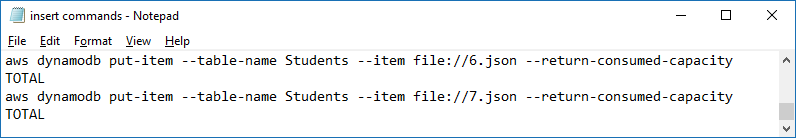 insert commands - Notepad
File Edit Format View Help
aws dynamodb put-item --table-name Students --item file://6.json --return-consumed-capacity
TOTAL
aws dynamodb put-item --table-name Students --item file://7.json --return-consumed-capacity
TOTAL